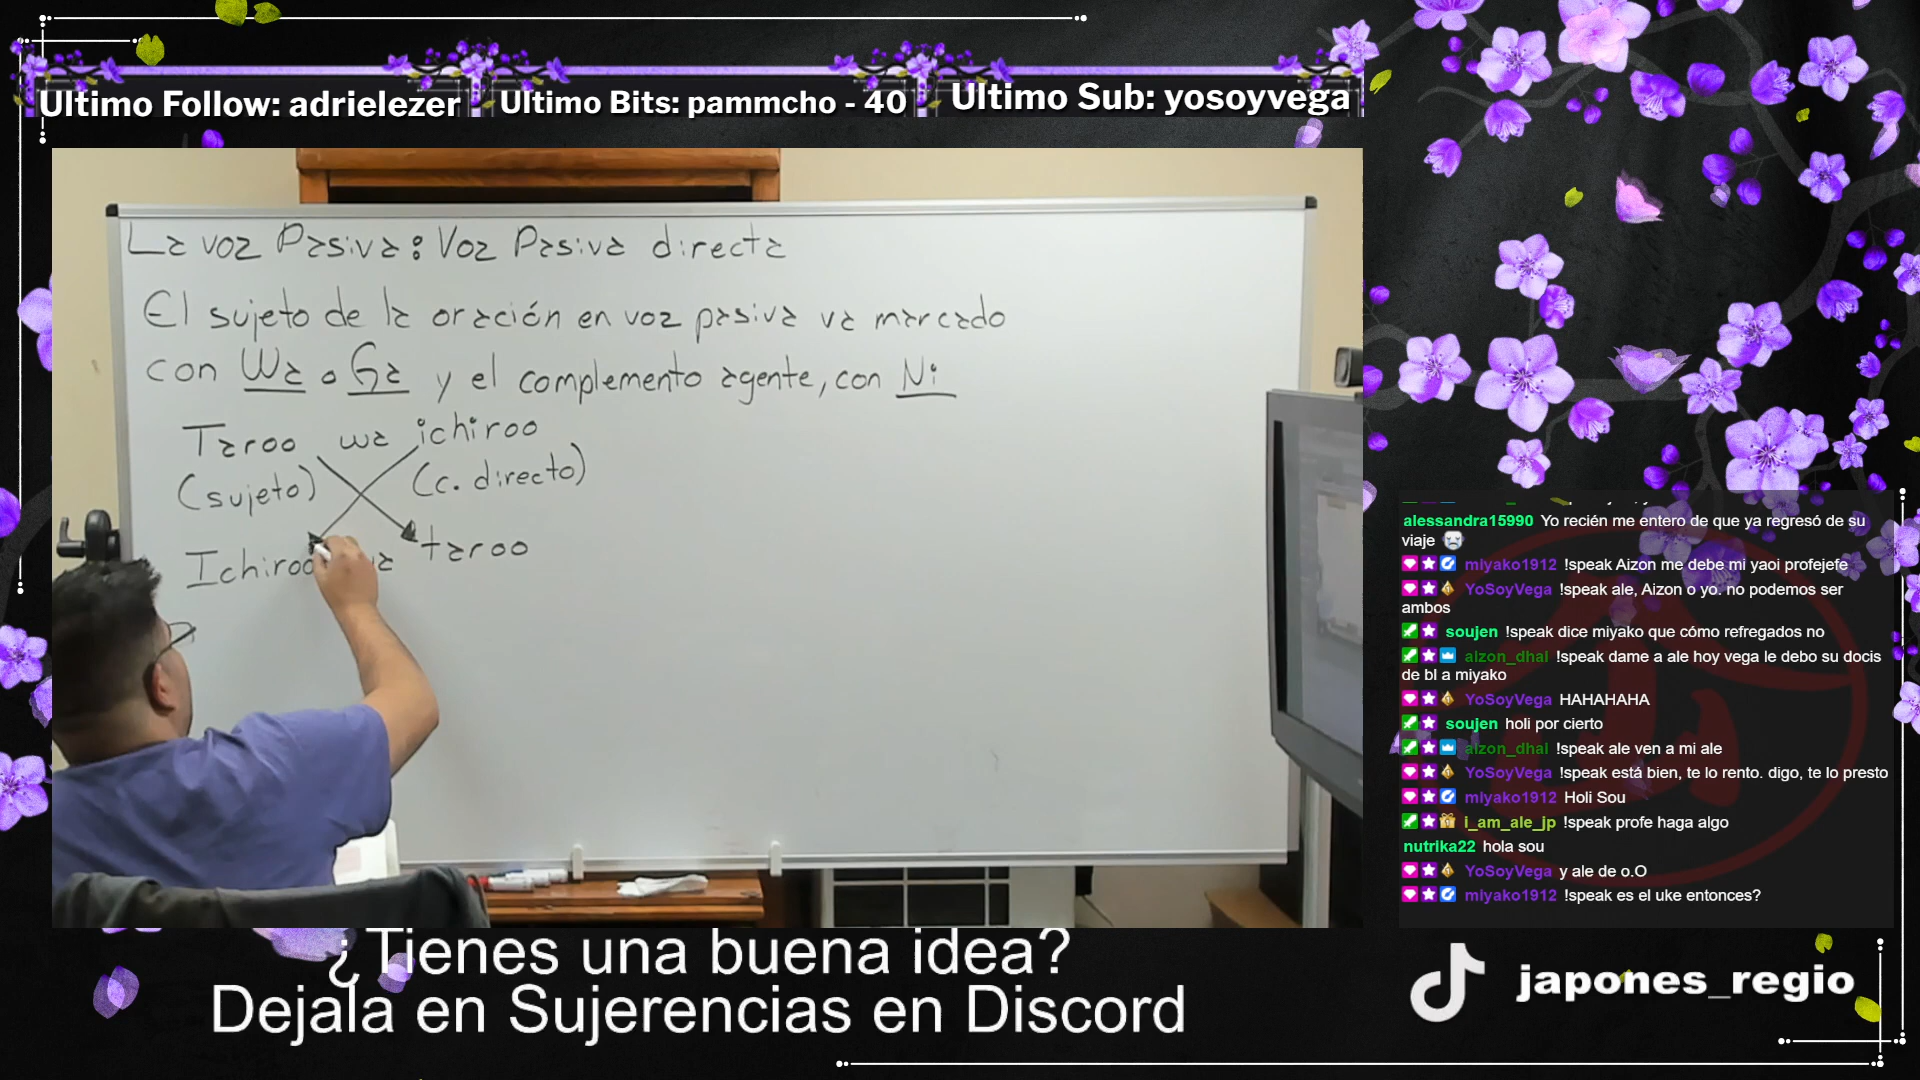 Ultimo Follow: adrielezer
Ultimo Bits: pammcho - 40
Ultimo Sub: yosoyvega
La voz Pasiva: Voz Pasiva directa
El sujeto de la oración en voz pasiva va marcado
con Wa o Ga y el complemento agente, con Ni
Taroo wa ichiroo
(sujeto) (c. directo)
Ichiroo wa taroo
alessandra15990 Yo recién me entero de que ya regresó de su
viaje
miyako1912 !speak Aizon me debe mi yaoi profejefe
YoSoyVega !speak ale, Aizon o yo. no podemos ser
ambos
soujen !speak dice miyako que cómo refregados no
aizon_dhal !speak dame a ale hoy vega le debo su docis
de bl a miyako
YoSoyVega HAHAHAHA
soujen holi por cierto
aizon_dhal !speak ale ven a mi ale
YoSoyVega !speak está bien, te lo rento. digo, te lo presto
miyako1912 Holi Sou
i_am_ale_jp !speak profe haga algo
nutrika22 hola sou
YoSoyVega y ale de o.O
miyako1912 !speak es el uke entonces?
¿Tienes una buena idea?
Dejala en Sujerencias en Discord
japones_regio